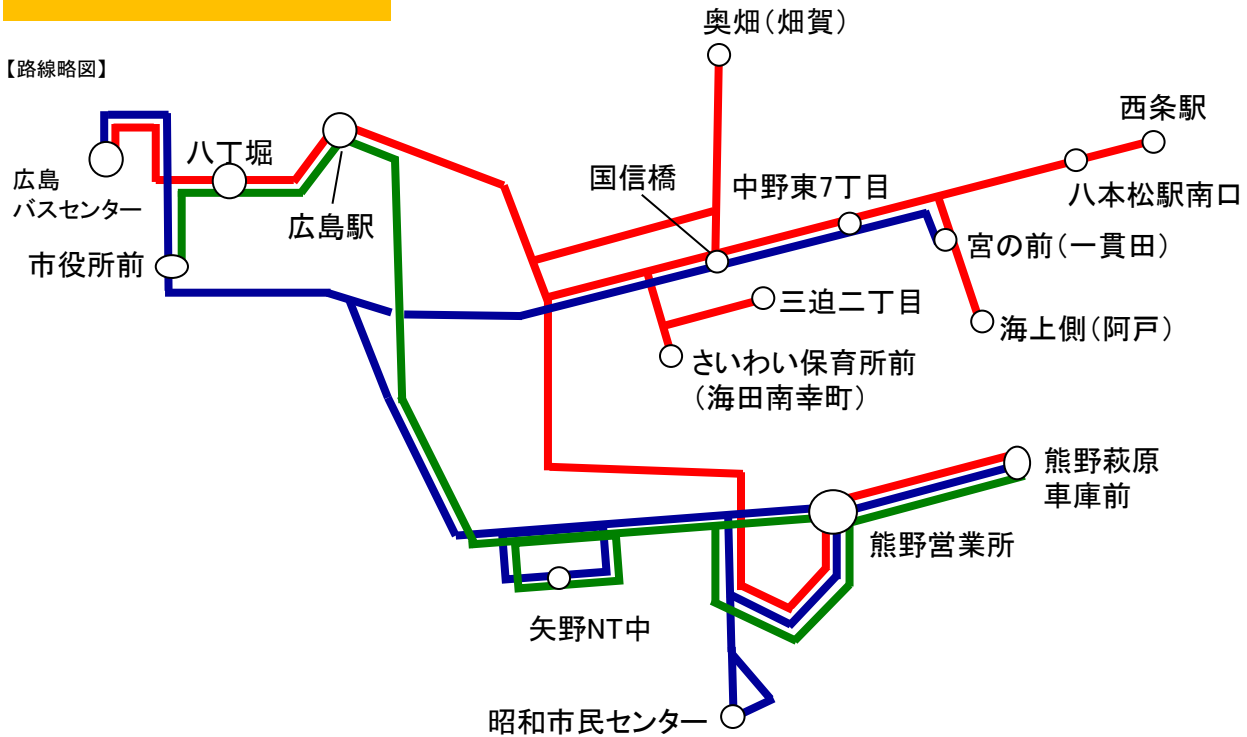 奥畑（畑賀）
【路線略図】
西条駅
八丁堀
国信橋
中野東7丁目
八本松駅南口
広島
バスセンター
広島駅
宮の前（一貫田）
市役所前
三迫二丁目
海上側（阿戸）
さいわい保育所前
（海田南幸町）
熊野萩原
車庫前
熊野営業所
矢野NT中
昭和市民センター